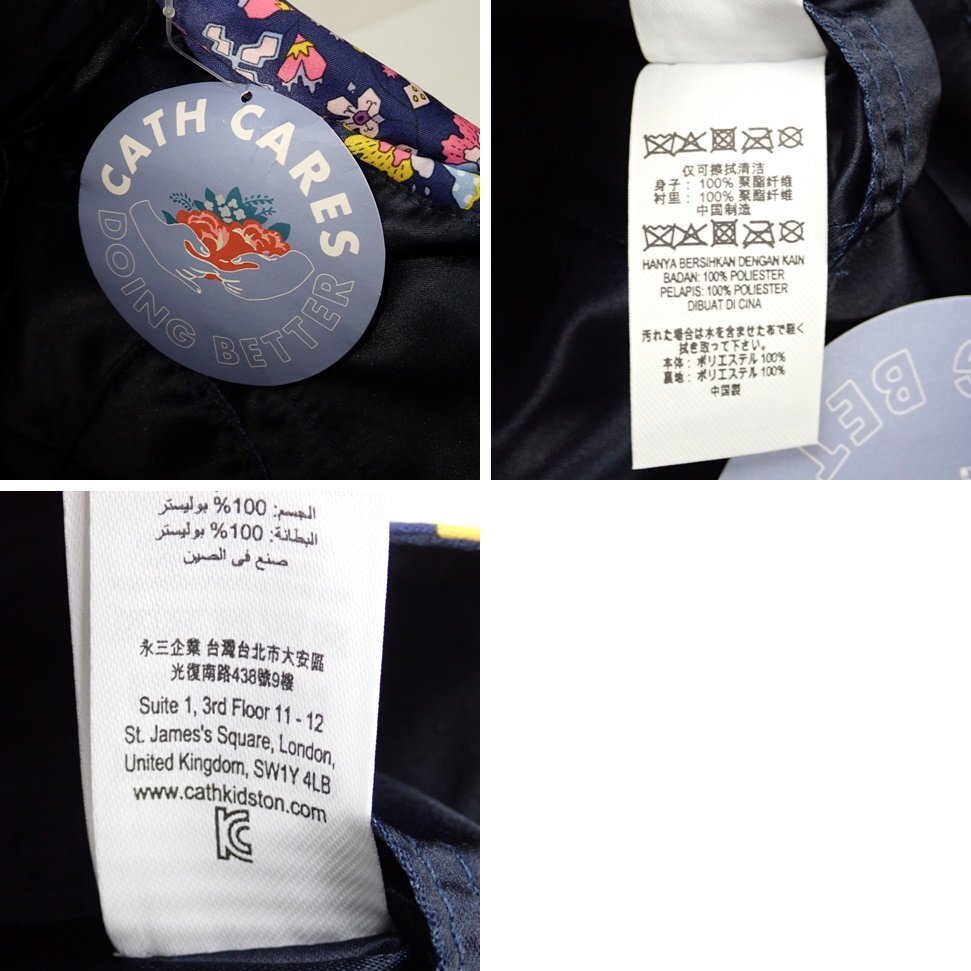 CATH CARES
DOING BETTER
仅可擦拭清洁
身子： 100% 聚酯纤维
衬里： 100% 聚酯纤维
中国制造
HANYA BERSIHKAN DENGAN KAIN
BADAN: 100% POLIESTER
PELAPIS: 100% POLIESTER
DIBUAT DI CINA
汚れた場合は水を含ませた布で軽く
拭き取って下さい。
本体： ポリエステル 100%
裏地： ポリエステル 100%
中国製
S
BET
الجسم: 100% بوليستر
البطانة: 100% بوليستر
صنع فى الصين
永三企業 台灣台北市大安區
光復南路438號9樓
Suite 1, 3rd Floor 11 - 12
St. James's Square, London,
United Kingdom, SW1Y 4LB
www.cathkidston.com